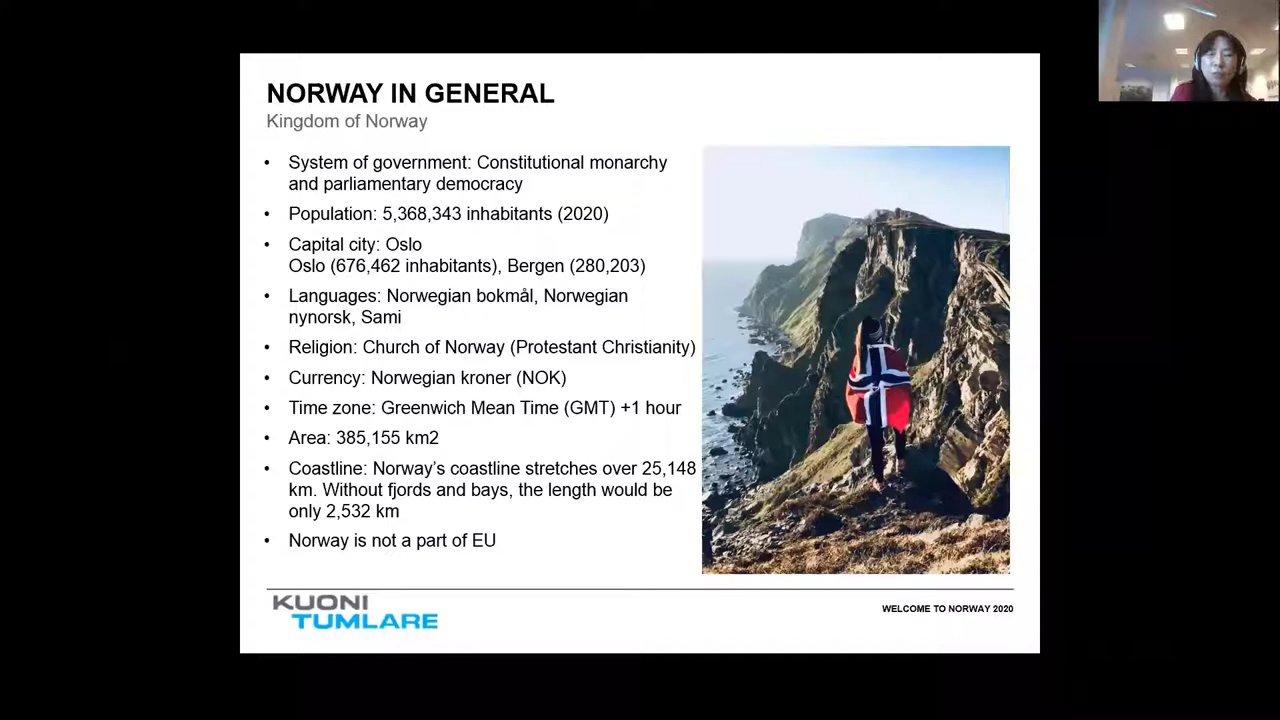 NORWAY IN GENERAL
Kingdom of Norway
• System of government: Constitutional monarchy
and parliamentary democracy
• Population: 5,368,343 inhabitants (2020)
• Capital city: Oslo
Oslo (676,462 inhabitants), Bergen (280,203)
• Languages: Norwegian bokmål, Norwegian
nynorsk, Sami
• Religion: Church of Norway (Protestant Christianity)
• Currency: Norwegian kroner (NOK)
• Time zone: Greenwich Mean Time (GMT) +1 hour
• Area: 385,155 km2
• Coastline: Norway’s coastline stretches over 25,148
km. Without fjords and bays, the length would be
only 2,532 km
• Norway is not a part of EU
KUONI
TUMLARE
WELCOME TO NORWAY 2020